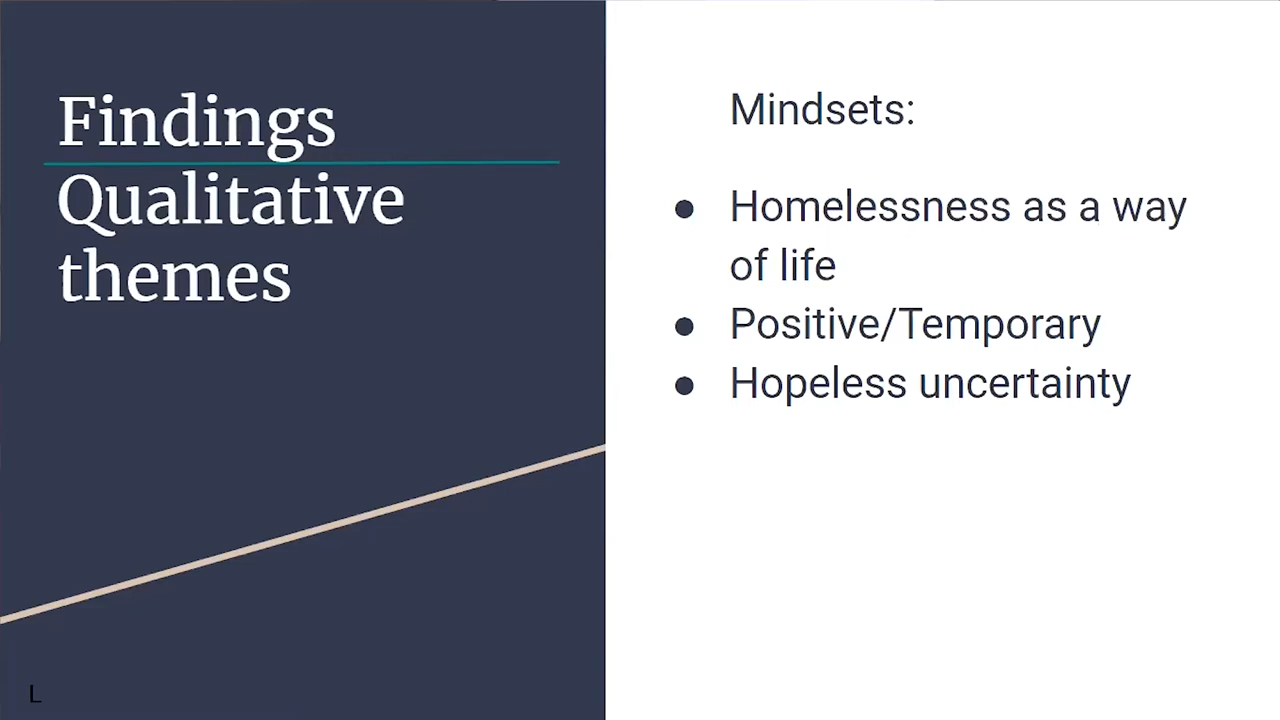 Findings
Qualitative
themes
Mindsets:
● Homelessness as a way
of life
● Positive/Temporary
● Hopeless uncertainty
L